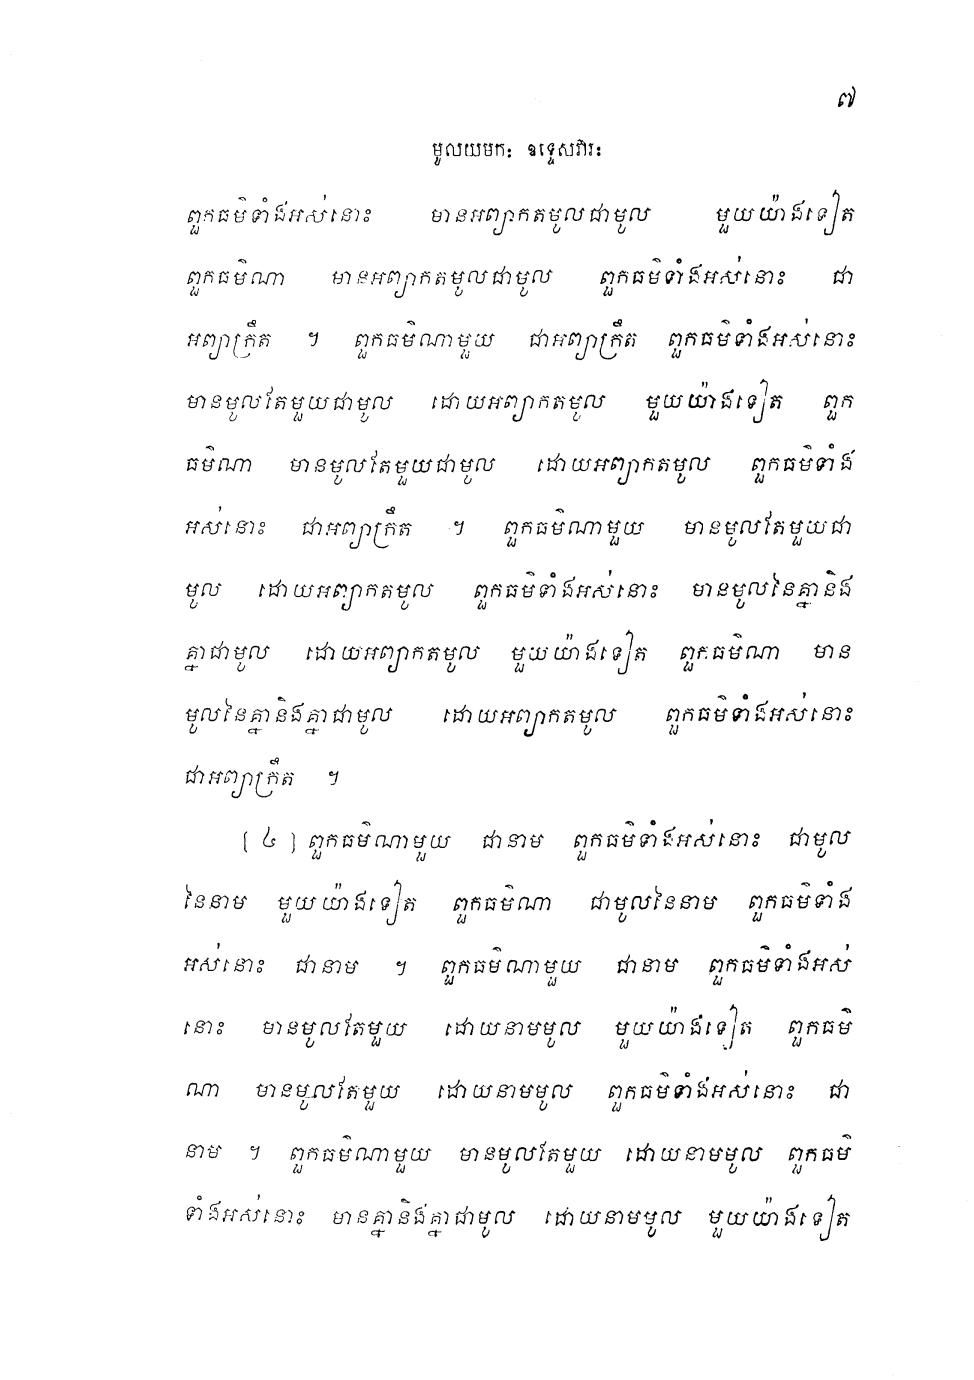 ៧
មូលយមកៈ ឧទ្ទេសវារៈ
ពួកធម៌ទាំងអស់នោះ មានអព្យាកតមូលជាមូល មួយយ៉ាងទៀត
ពួកធម៌ណា មានអព្យាកតមូលជាមូល ពួកធម៌ទាំងអស់នោះ ជា
អព្យាក្រឹត ។ ពួកធម៌ណាមួយ ជាអព្យាក្រឹត ពួកធម៌ទាំងអស់នោះ
មានមូលតែមួយជាមូល ដោយអព្យាកតមូល មួយយ៉ាងទៀត ពួក
ធម៌ណា មានមូលតែមួយជាមូល ដោយអព្យាកតមូល ពួកធម៌ទាំង
អស់នោះ ជាអព្យាក្រឹត ។ ពួកធម៌ណាមួយ មានមូលតែមួយជា
មូល ដោយអព្យាកតមូល ពួកធម៌ទាំងអស់នោះ មានមូលនៃគ្នានិង
គ្នាជាមូល ដោយអព្យាកតមូល មួយយ៉ាងទៀត ពួកធម៌ណា មាន
មូលនៃគ្នានិងគ្នាជាមូល ដោយអព្យាកតមូល ពួកធម៌ទាំងអស់នោះ
ជាអព្យាក្រឹត ។
[ ៤ ] ពួកធម៌ណាមួយ ជានាម ពួកធម៌ទាំងអស់នោះ ជាមូល
នៃនាម មួយយ៉ាងទៀត ពួកធម៌ណា ជាមូលនៃនាម ពួកធម៌ទាំង
អស់នោះ ជានាម ។ ពួកធម៌ណាមួយ ជានាម ពួកធម៌ទាំងអស់
នោះ មានមូលតែមួយ ដោយនាមមូល មួយយ៉ាងទៀត ពួកធម៌
ណា មានមូលតែមួយ ដោយនាមមូល ពួកធម៌ទាំងអស់នោះ ជា
នាម ។ ពួកធម៌ណាមួយ មានមូលតែមួយ ដោយនាមមូល ពួកធម៌
ទាំងអស់នោះ មានគ្នានិងគ្នាជាមូល ដោយនាមមូល មួយយ៉ាងទៀត